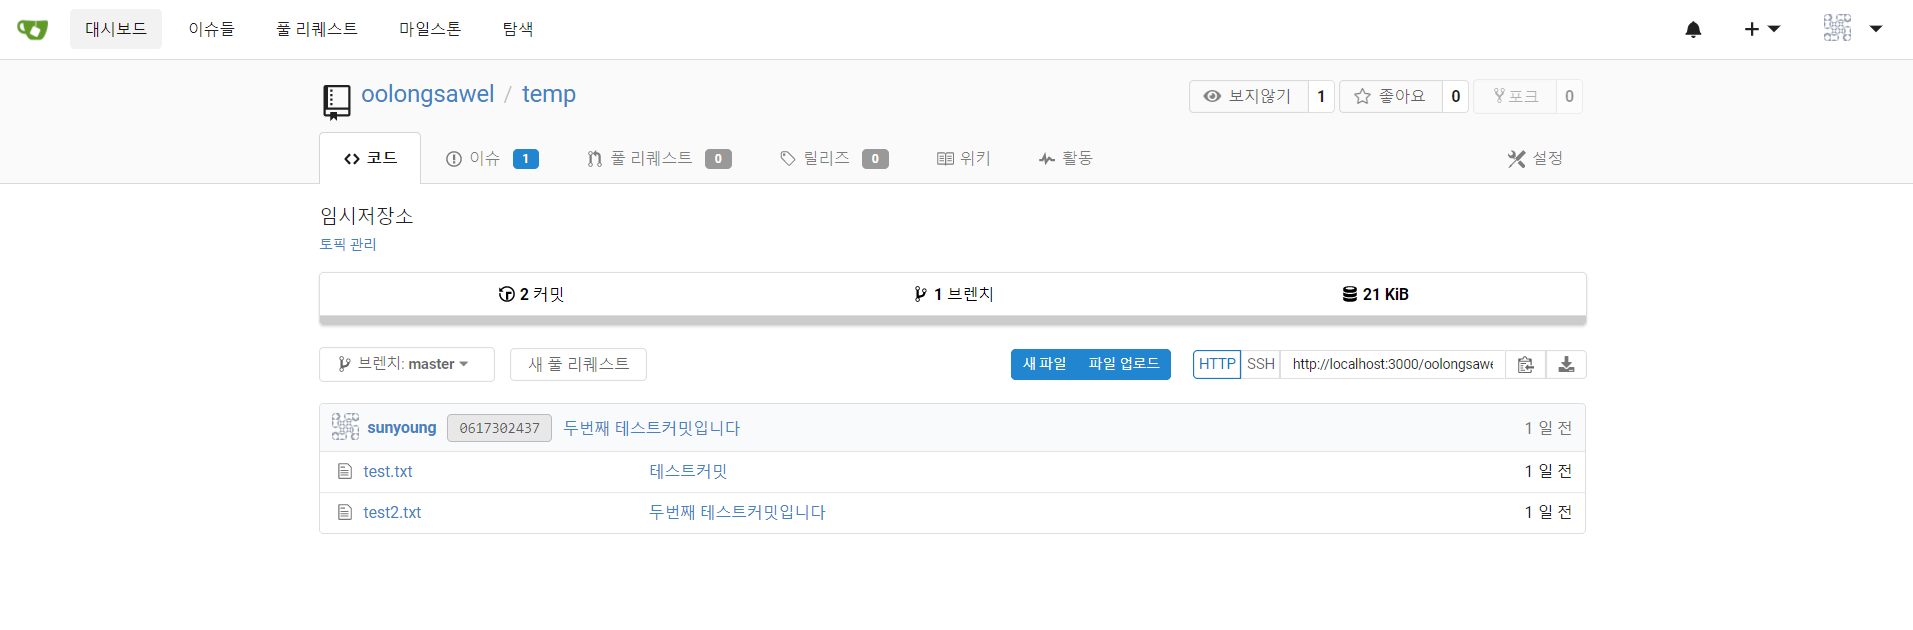 대시보드 이슈들 풀 리퀘스트 마일스톤 탐색
oolongsawel / temp 보지않기 1 좋아요 0 포크 0
코드 이슈 1 풀 리퀘스트 0 릴리즈 0 위키 활동 설정
임시저장소
토픽 관리
2 커밋 1 브렌치 21 KiB
브렌치: master 새 풀 리퀘스트 새 파일 파일 업로드 HTTP SSH http://localhost:3000/oolongsawe
sunyoung 0617302437 두번째 테스트커밋입니다 1 일 전
test.txt 테스트커밋 1 일 전
test2.txt 두번째 테스트커밋입니다 1 일 전